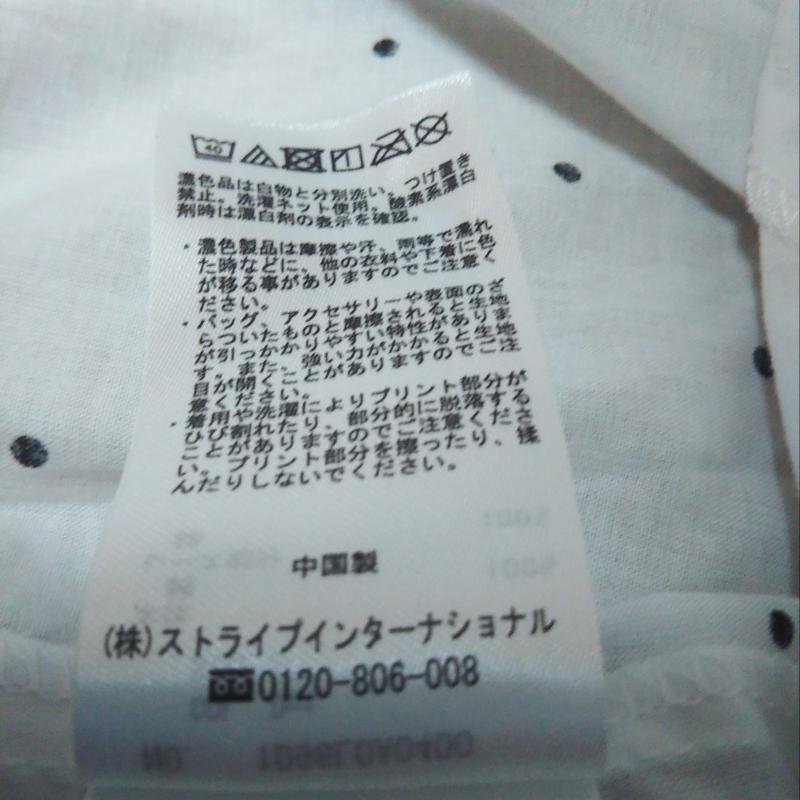 40
濃色品は白物と分別洗い。つけ置き
禁止。洗濯ネット使用。酸素系漂白
剤時は漂白剤の表示を確認。
・濃色製品は摩擦や汗、雨等で濡れ
た時などに、他の衣料や下着に色
が移る事がありますのでご注意く
ださい。
・バッグ、アクセサリーや表面のざ
らついたものと摩擦されると生地
が引っかかりやすい特性がありま
す。また、強い力がかかると生地
目が開くことがありますのでご注
意ください。
・着用や洗濯によりプリント部分が
ひび割れたり、部分的に脱落する
ことがありますのでご注意くださ
い。プリント部分を擦ったり、揉
んだりしないでください。
中国製
(株)ストライプインターナショナル
0120-806-008